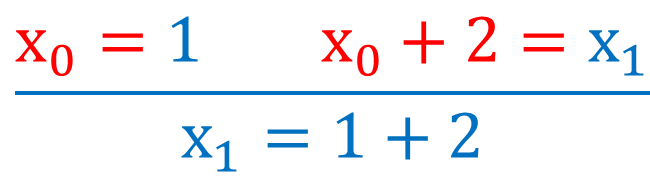 x₀ = 1 x₀ + 2 = x₁
x₁ = 1 + 2